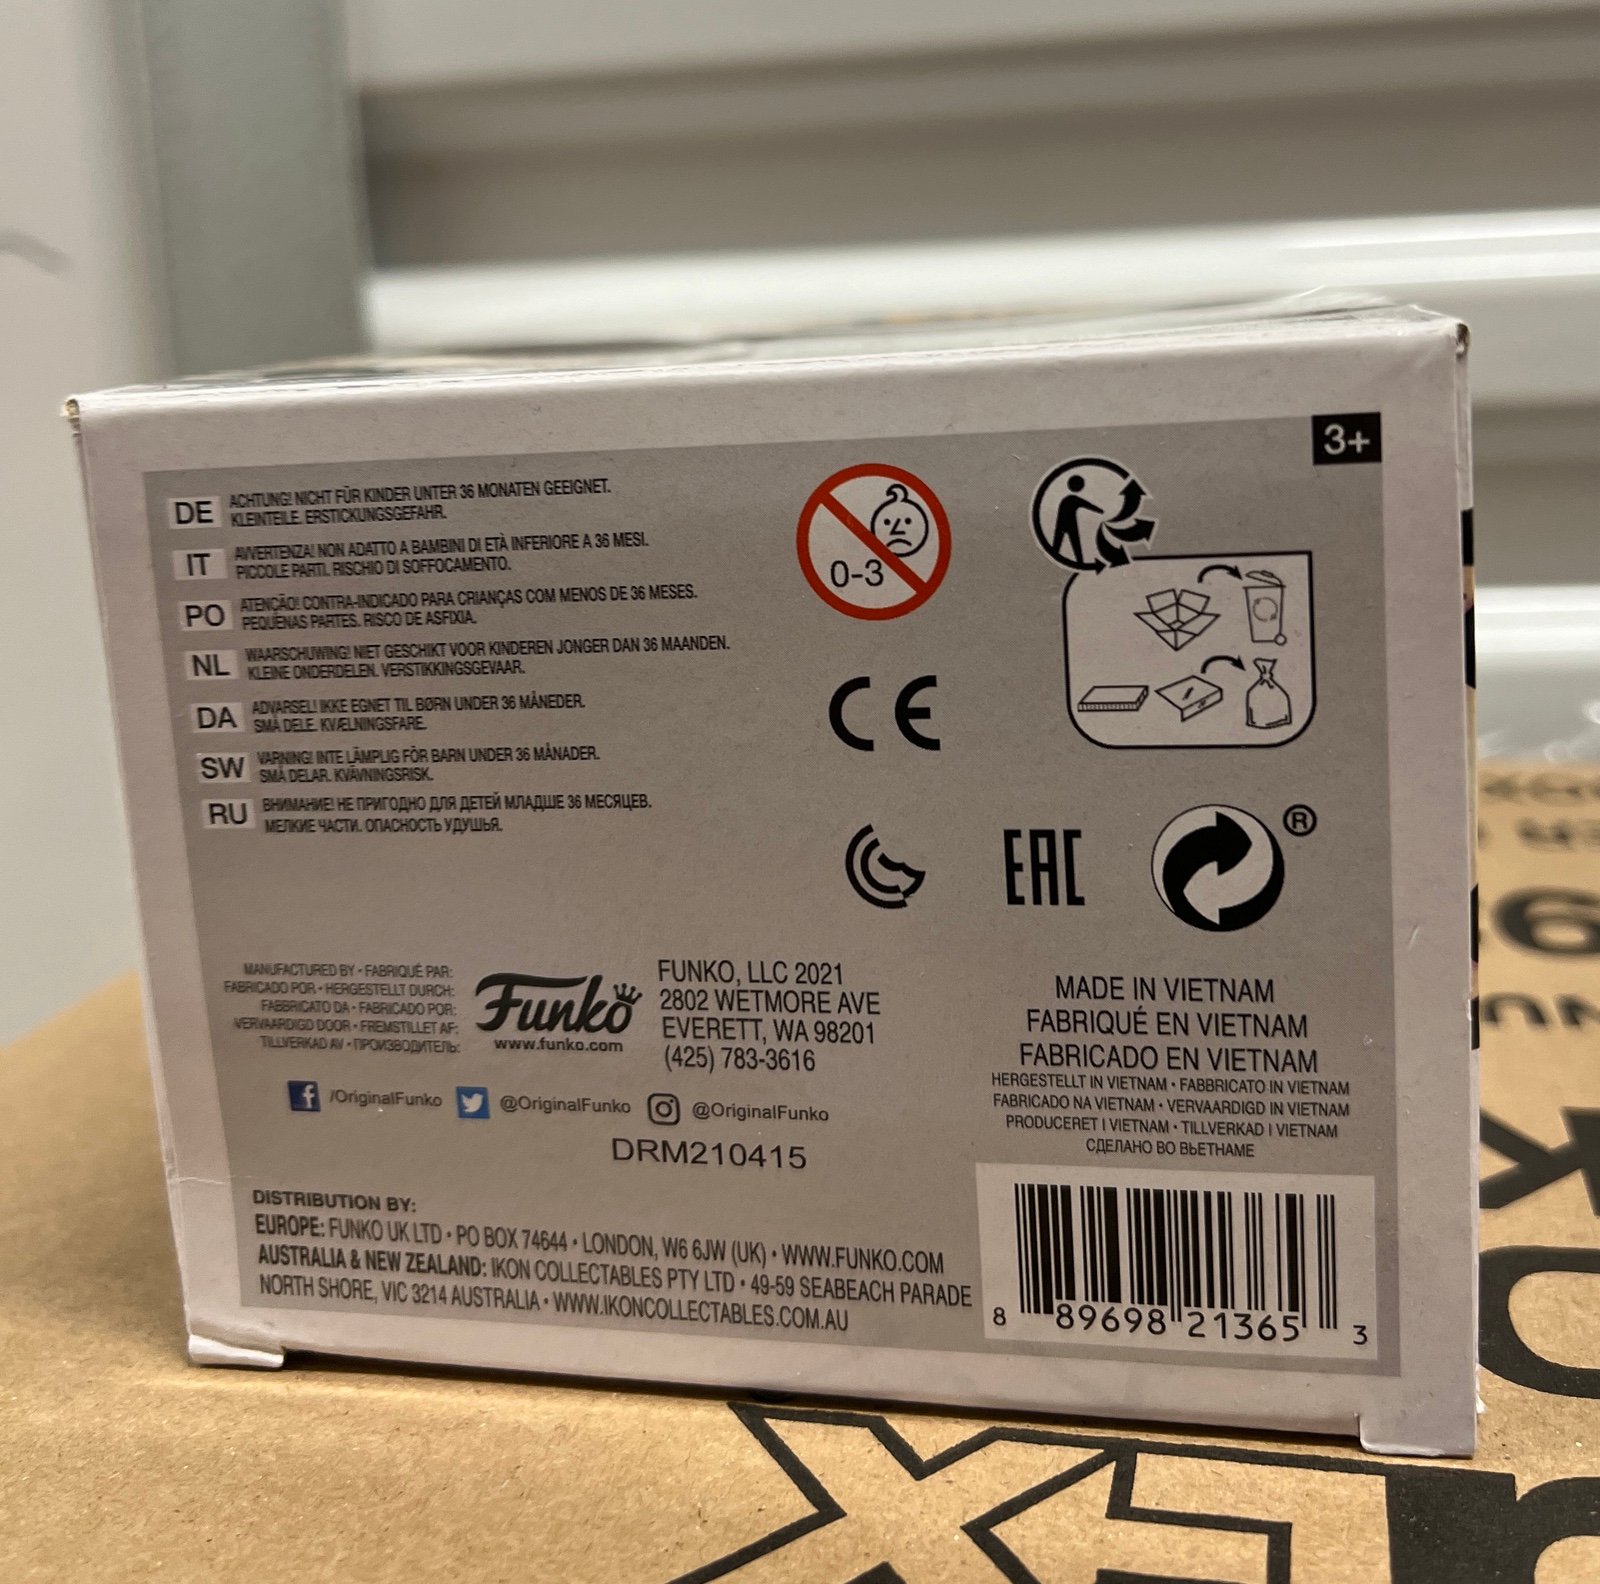 3+
DE ACHTUNG! NICHT FÜR KINDER UNTER 36 MONATEN GEEIGNET.
KLEINTEILE. ERSTICKUNGSGEFAHR.
IT AVVERTENZA! NON ADATTO A BAMBINI DI ETÀ INFERIORE A 36 MESI.
PICCOLE PARTI. RISCHIO DI SOFFOCAMENTO.
PO ATENÇÃO! CONTRA-INDICADO PARA CRIANÇAS COM MENOS DE 36 MESES.
PEQUENAS PARTES. RISCO DE ASFIXIA.
NL WAARSCHUWING! NIET GESCHIKT VOOR KINDEREN JONGER DAN 36 MAANDEN.
KLEINE ONDERDELEN. VERSTIKKINGSGEVAAR.
DA ADVARSEL! IKKE EGNET TIL BØRN UNDER 36 MÅNEDER.
SMÅ DELE. KVÆLNINGSFARE.
SW VARNING! INTE LÄMPLIG FÖR BARN UNDER 36 MÅNADER.
SMÅ DELAR. KVÄVNINGSRISK.
RU ВНИМАНИЕ! НЕ ПРИГОДНО ДЛЯ ДЕТЕЙ МЛАДШЕ 36 МЕСЯЦЕВ.
МЕЛКИЕ ЧАСТИ. ОПАСНОСТЬ УДУШЬЯ.
0-3
CE
EAC
®
MANUFACTURED BY • FABRIQUÉ PAR:
FABRICADO POR • HERGESTELLT DURCH:
FABBRICATO DA • FABRICADO POR:
VERVAARDIGD DOOR • FREMSTILLET AF:
TILLVERKAD AV • ПРОИЗВОДИТЕЛЬ:
Funko
www.funko.com
FUNKO, LLC 2021
2802 WETMORE AVE
EVERETT, WA 98201
(425) 783-3616
/OriginalFunko @OriginalFunko @OriginalFunko
DRM210415
MADE IN VIETNAM
FABRIQUÉ EN VIETNAM
FABRICADO EN VIETNAM
HERGESTELLT IN VIETNAM • FABBRICATO IN VIETNAM
FABRICADO NA VIETNAM • VERVAARDIGD IN VIETNAM
PRODUCERET I VIETNAM • TILLVERKAD I VIETNAM
СДЕЛАНО ВО ВЬЕТНАМЕ
DISTRIBUTION BY:
EUROPE: FUNKO UK LTD • PO BOX 74644 • LONDON, W6 6JW (UK) • WWW.FUNKO.COM
AUSTRALIA & NEW ZEALAND: IKON COLLECTABLES PTY LTD • 49-59 SEABEACH PARADE
NORTH SHORE, VIC 3214 AUSTRALIA • WWW.IKONCOLLECTABLES.COM.AU
8 89698 21365 3